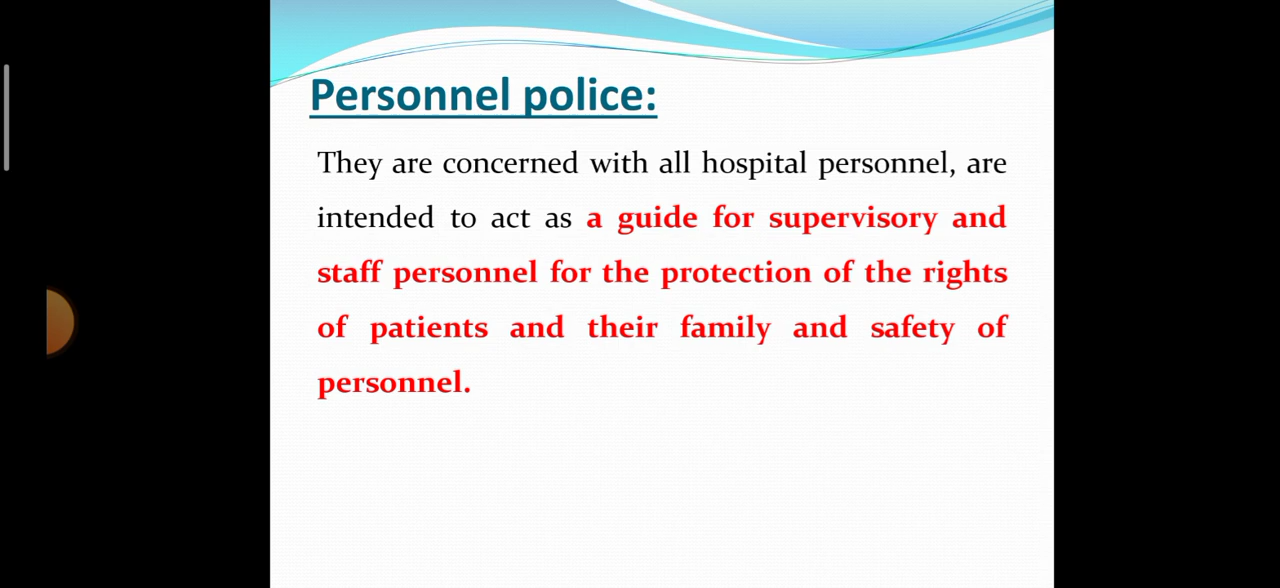 Personnel police:
They are concerned with all hospital personnel, are
intended to act as a guide for supervisory and
staff personnel for the protection of the rights
of patients and their family and safety of
personnel.